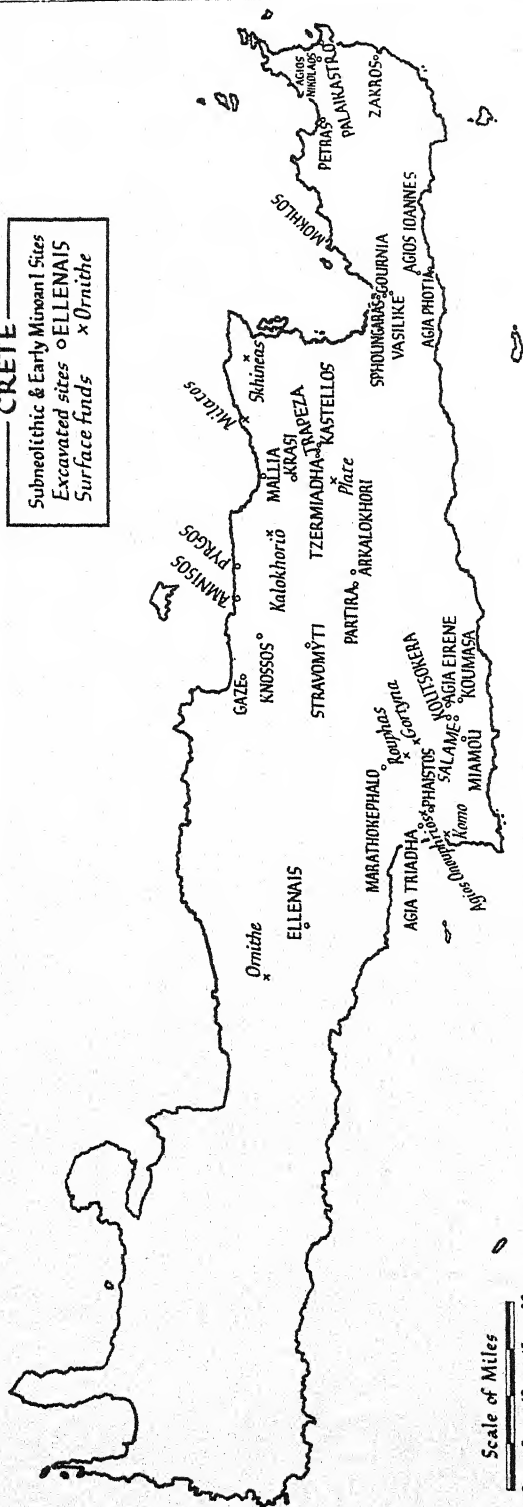 CRETE
Subneolithic & Early Minoan I Sites
Excavated sites o ELLENAIS
Surface finds x Ornithe
AGIOS
NIKOLAOS
PETRAS
PALAIKASTRO
ZAKROS
MOKHLOS
SPHOUNGARAS
GOURNIA
VASILIKE
AGIOS IOANNES
AGIA PHOTIA
Milatos
Skhineas
MALLIA
KRASI
TRAPEZA
TZERMIADHA
KASTELLOS
Plate
PYRGOS
AMNISOS
Kalokhorio
GAZE
KNOSSOS
STRAVOMYTI
PARTIRA
ARKALOKHORI
MARATHOKEPHALO
Rouphas
Gortyna
KOUTSOKERA
AGIA EIRENE
KOUMASA
SALAME
MIAMOU
AGIA TRIADHA
PHAISTOS
Agios Onouphrios
Komo
Ornithe
ELLENAIS
Scale of Miles